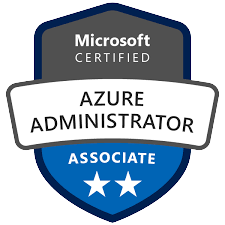 Microsoft
CERTIFIED
AZURE
ADMINISTRATOR
ASSOCIATE